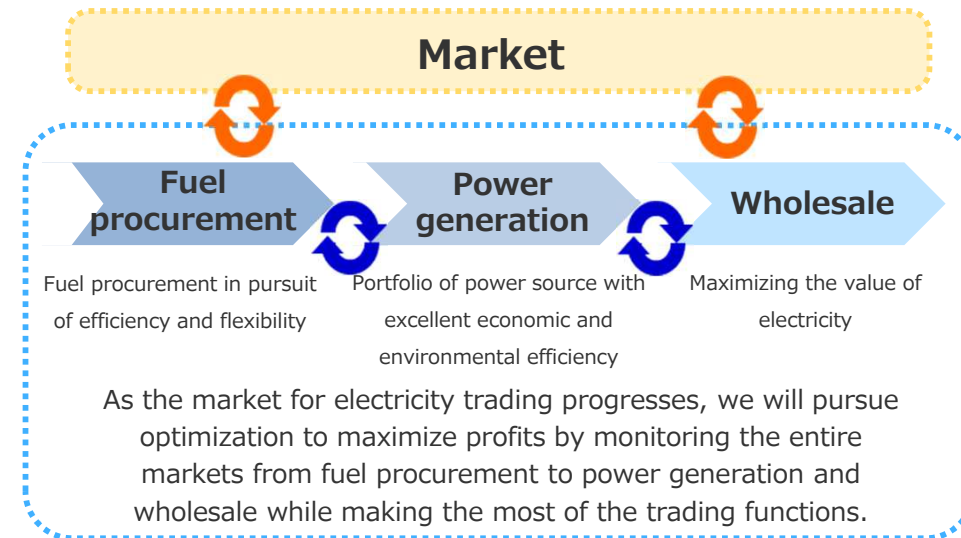 Market
Fuel
procurement
Power
generation
Wholesale
Fuel procurement in pursuit
of efficiency and flexibility
Portfolio of power source with
excellent economic and
environmental efficiency
Maximizing the value of
electricity
As the market for electricity trading progresses, we will pursue
optimization to maximize profits by monitoring the entire
markets from fuel procurement to power generation and
wholesale while making the most of the trading functions.